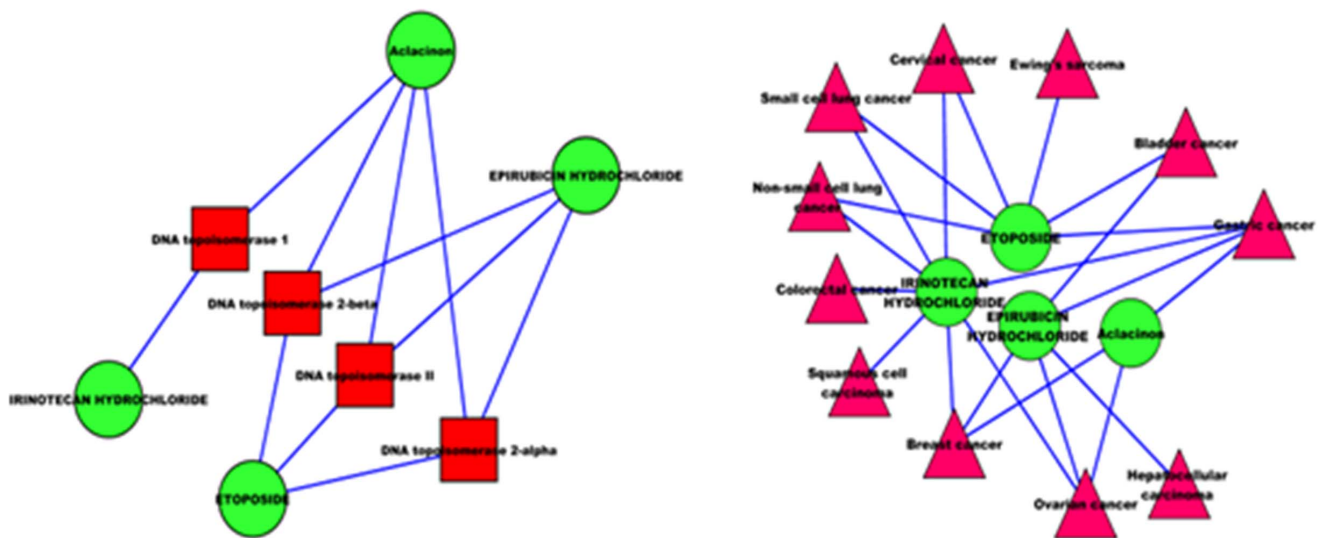 Aclacinon
EPIRUBICIN HYDROCHLORIDE
DNA topoisomerase 1
DNA topoisomerase 2-beta
DNA topoisomerase II
IRINOTECAN HYDROCHLORIDE
DNA topoisomerase 2-alpha
ETOPOSIDE
Cervical cancer
Ewing's sarcoma
Small cell lung cancer
Bladder cancer
Non-small cell lung
cancer
Gastric cancer
ETOPOSIDE
Colorectal cancer
IRINOTECAN
HYDROCHLORIDE
EPIRUBICIN
HYDROCHLORIDE
Aclacinon
Squamous cell
carcinoma
Breast cancer
Hepatocellular
carcinoma
Ovarian cancer